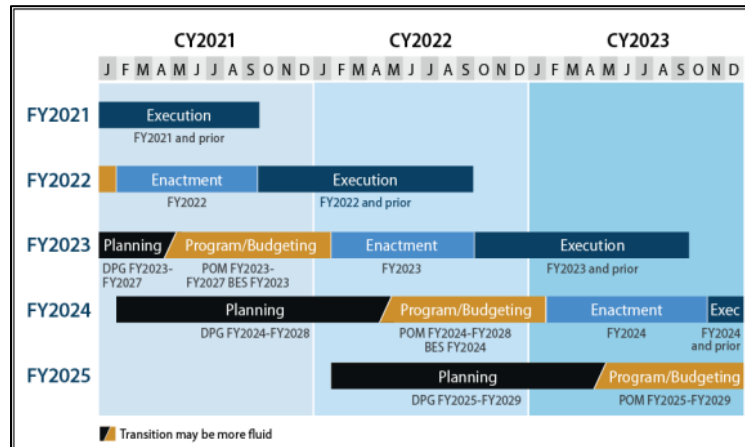 CY2021 CY2022 CY2023
J F M A M J J A S O N D J F M A M J J A S O N D J F M A M J J A S O N D
FY2021 Execution
FY2021 and prior
FY2022 Enactment Execution
FY2022 FY2022 and prior
FY2023 Planning Program/Budgeting Enactment Execution
DPG FY2023- POM FY2023- FY2023 FY2023 and prior
FY2027 FY2027 BES FY2023
FY2024 Planning Program/Budgeting Enactment Exec
DPG FY2024-FY2028 POM FY2024-FY2028 FY2024 FY2024
BES FY2024 and prior
FY2025 Planning Program/Budgeting
DPG FY2025-FY2029 POM FY2025-FY2029
Transition may be more fluid